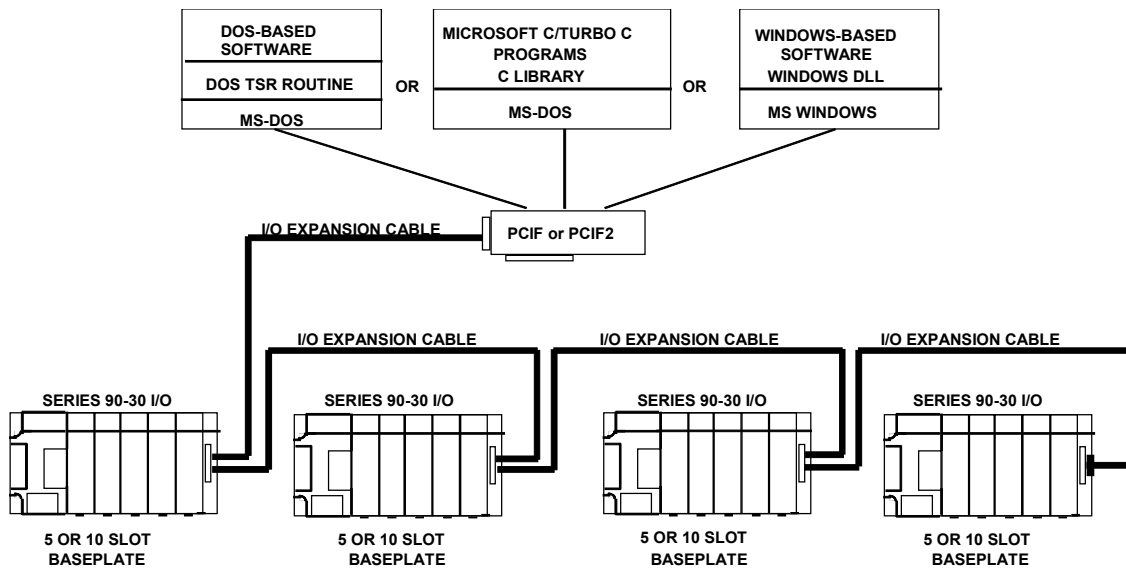 DOS-BASED
SOFTWARE
DOS TSR ROUTINE
MS-DOS
OR
MICROSOFT C/TURBO C
PROGRAMS
C LIBRARY
MS-DOS
OR
WINDOWS-BASED
SOFTWARE
WINDOWS DLL
MS WINDOWS
I/O EXPANSION CABLE
PCIF or PCIF2
I/O EXPANSION CABLE
I/O EXPANSION CABLE
I/O EXPANSION CABLE
SERIES 90-30 I/O
SERIES 90-30 I/O
SERIES 90-30 I/O
SERIES 90-30 I/O
5 OR 10 SLOT
BASEPLATE
5 OR 10 SLOT
BASEPLATE
5 OR 10 SLOT
BASEPLATE
5 OR 10 SLOT
BASEPLATE